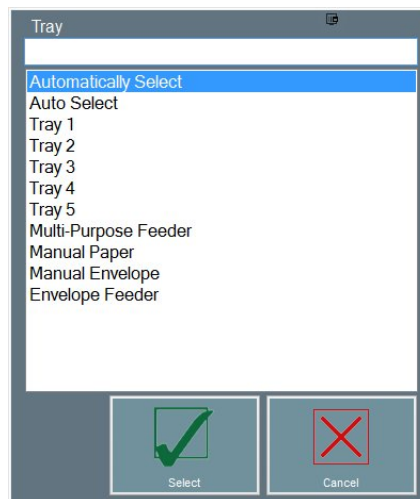 Tray
Automatically Select
Auto Select
Tray 1
Tray 2
Tray 3
Tray 4
Tray 5
Multi-Purpose Feeder
Manual Paper
Manual Envelope
Envelope Feeder
Select
Cancel